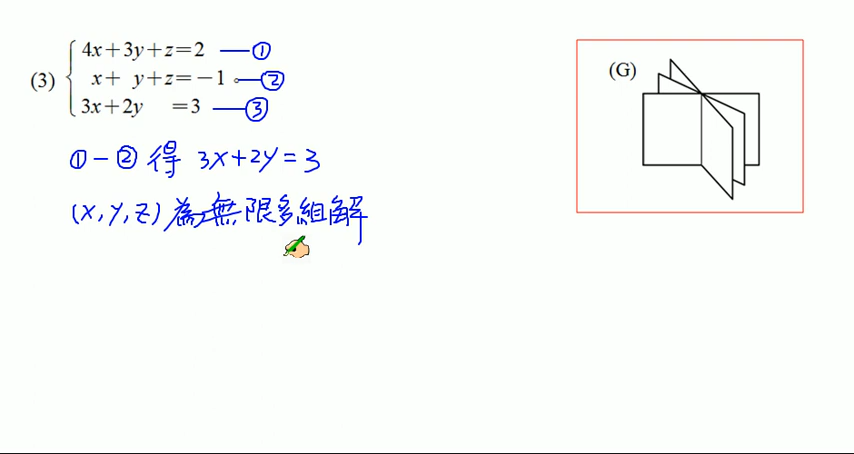 (3) 4x+3y+z=2 —①
x+ y+z=−1 —②
3x+2y =3 —③
①−②得 3x+2y=3
(x,y,z)為無限多組解
(G)